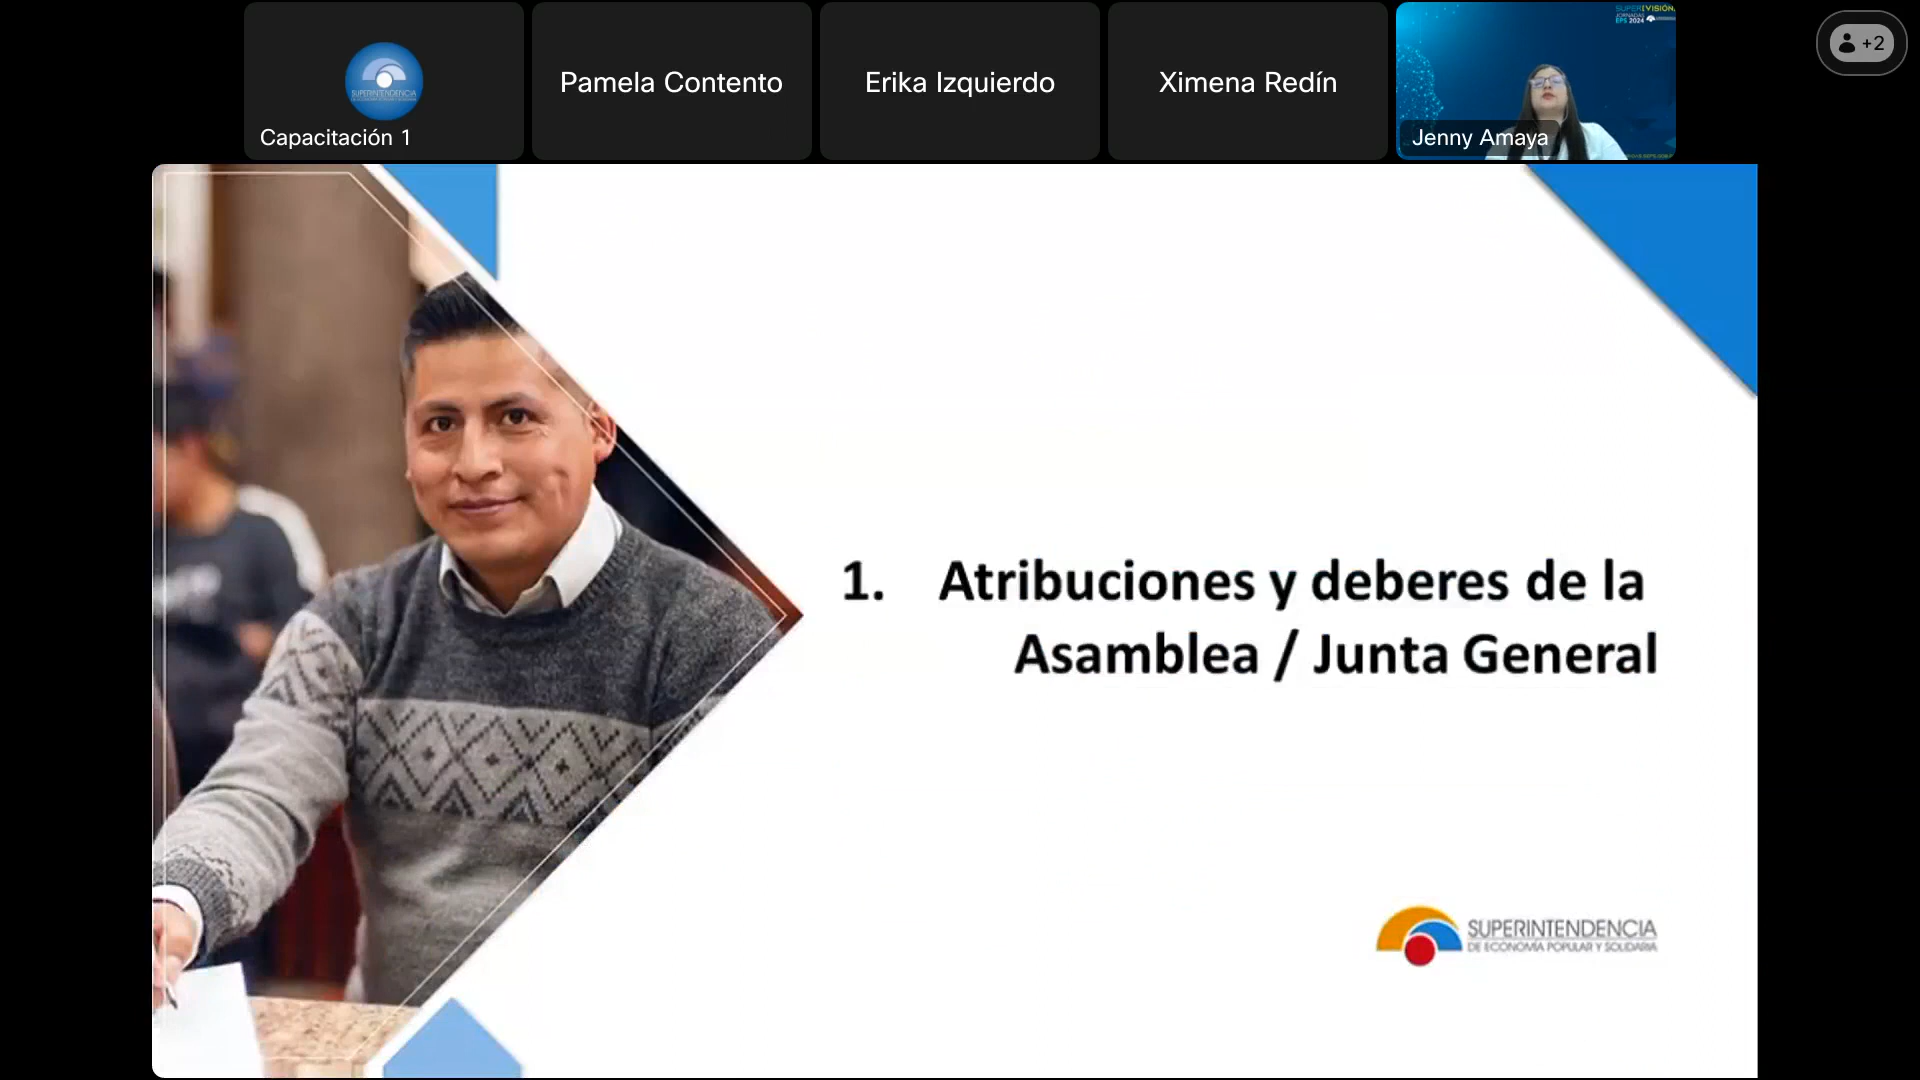 Capacitación 1
Pamela Contento
Erika Izquierdo
Ximena Redín
Jenny Amaya
+2
1. Atribuciones y deberes de la
Asamblea / Junta General
SUPERINTENDENCIA
DE ECONOMÍA POPULAR Y SOLIDARIA